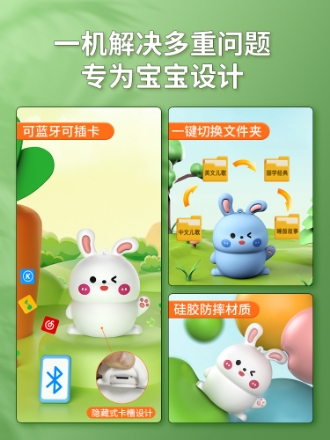 一机解决多重问题
专为宝宝设计
可蓝牙可插卡
一键切换文件夹
英文儿歌
国学经典
中文儿歌
睡前故事
硅胶防摔材质
隐藏式卡槽设计